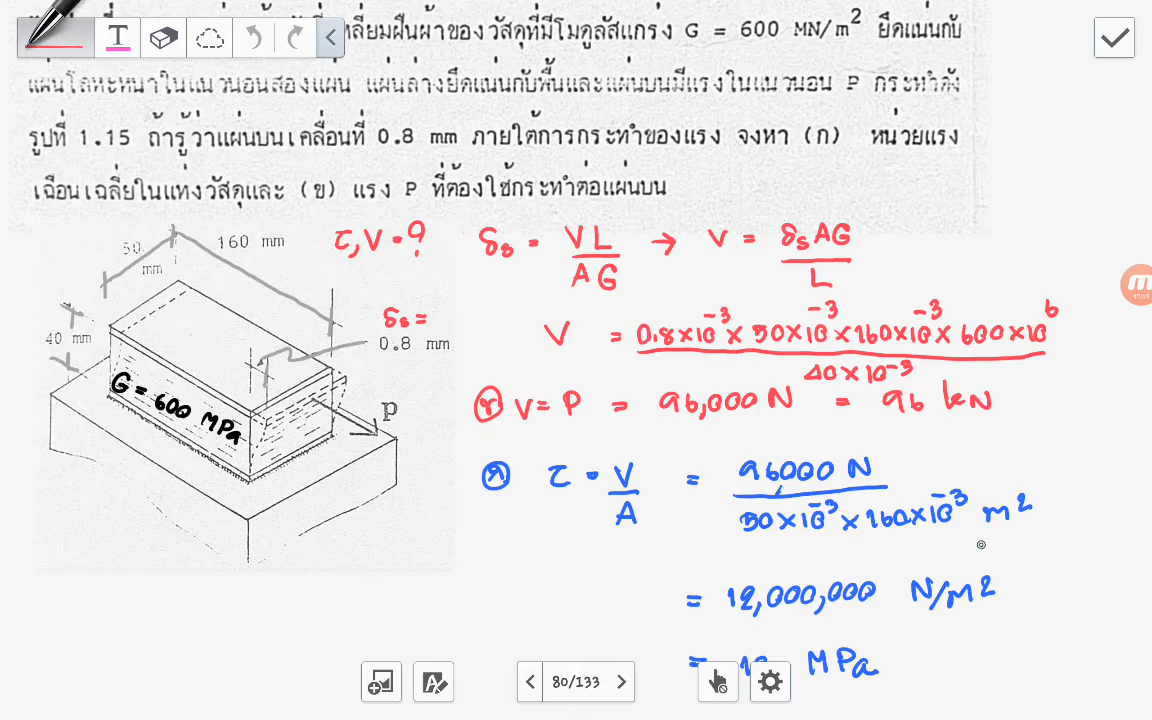 เหลี่ยมผืนผ้าของวัสดุที่มีโมดูลัสแกร่ง G = 600 MN/m² ยึดแน่นกับ
แผ่นโลหะหนาในแนวนอนสองแผ่น แผ่นล่างยึดแน่นกับพื้นและแผ่นบนมีแรงในแนวนอน P กระทำดัง
รูปที่ 1.15 ถ้ารู้ว่าแผ่นบนเคลื่อนที่ 0.8 mm ภายใต้การกระทำของแรง จงหา (ก) หน่วยแรง
เฉือนเฉลี่ยในแท่งวัสดุและ (ข) แรง P ที่ต้องใช้กระทำต่อแผ่นบน
50 mm
160 mm
40 mm
δs =
0.8 mm
G = 600 MPa
P
τ, V = ?
δs = VL / AG → V = δs AG / L
V = 0.8×10⁻³ × 50×10⁻³ × 160×10⁻³ × 600×10⁶ / 40×10⁻³
(ข) V = P = 96,000 N = 96 kN
(ก) τ = V / A = 96000 N / 50×10⁻³ × 160×10⁻³ m²
= 12,000,000 N/m²
= MPa
80/133